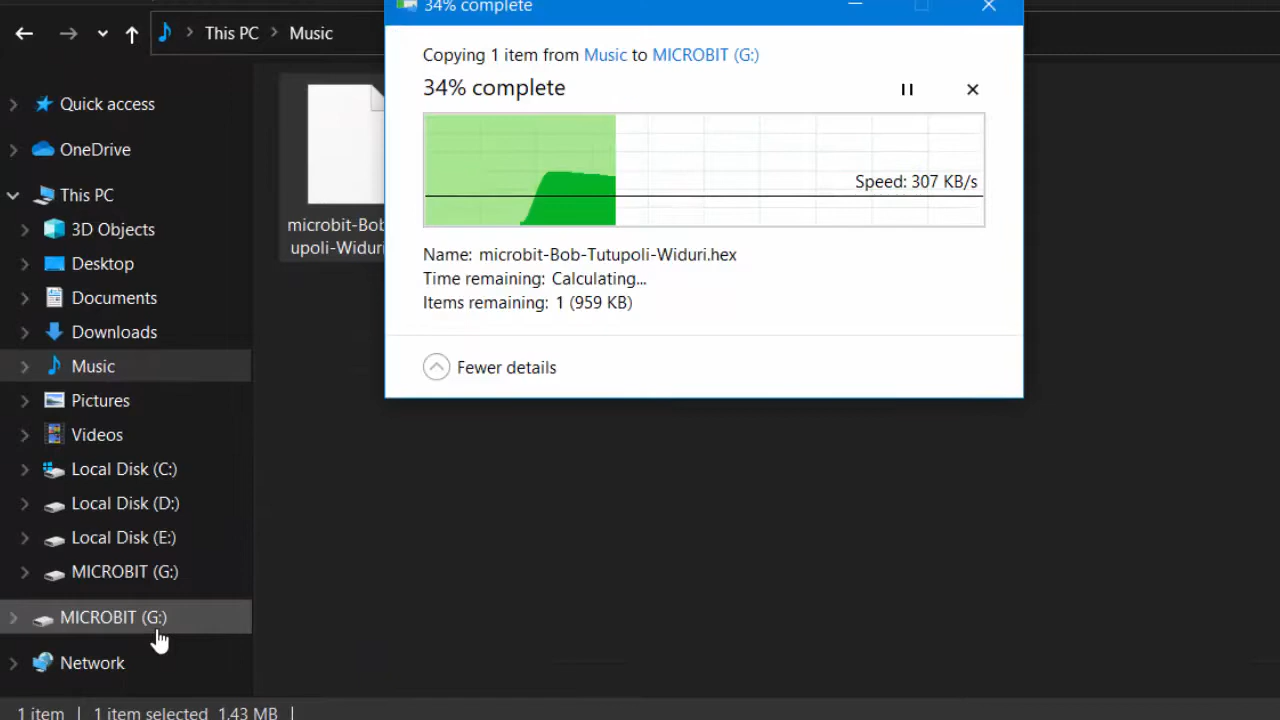 34% complete
This PC > Music
Copying 1 item from Music to MICROBIT (G:)
34% complete
Speed: 307 KB/s
Name: microbit-Bob-Tutupoli-Widuri.hex
Time remaining: Calculating...
Items remaining: 1 (959 KB)
Fewer details
microbit-Bob
upoli-Widuri
Quick access
OneDrive
This PC
3D Objects
Desktop
Documents
Downloads
Music
Pictures
Videos
Local Disk (C:)
Local Disk (D:)
Local Disk (E:)
MICROBIT (G:)
MICROBIT (G:)
Network
1 item | 1 item selected 1.43 MB |